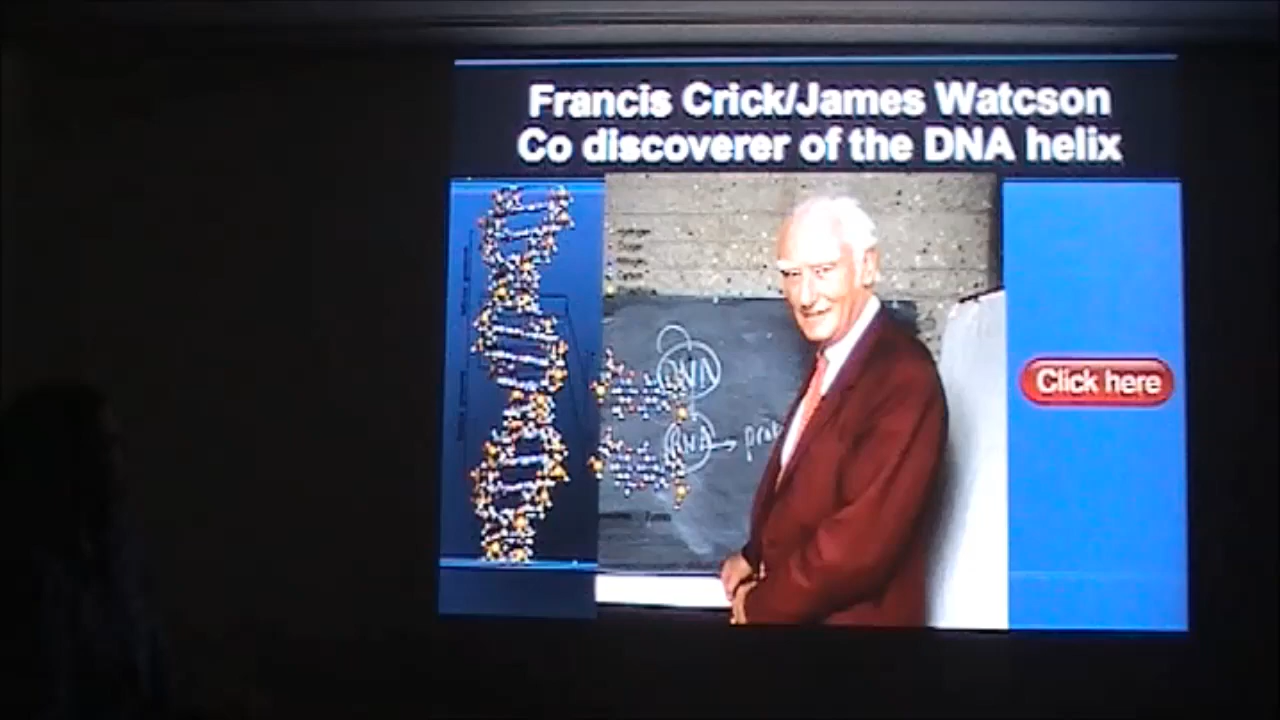 Francis Crick/James Watcson
Co discoverer of the DNA helix
DNA
RNA
Click here